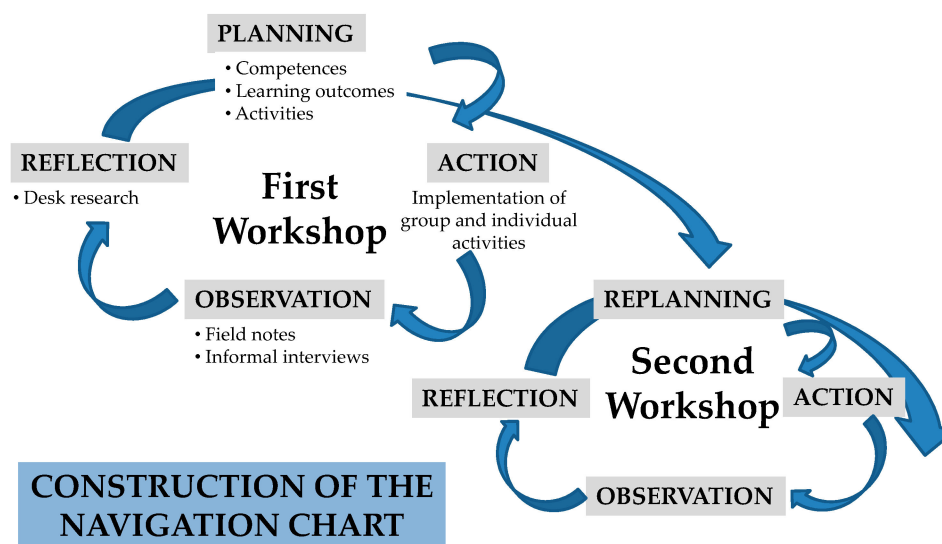 PLANNING
• Competences
• Learning outcomes
• Activities
REFLECTION
• Desk research
First
Workshop
ACTION
Implementation of
group and individual
activities
OBSERVATION
• Field notes
• Informal interviews
REPLANNING
Second
Workshop
REFLECTION
ACTION
OBSERVATION
CONSTRUCTION OF THE
NAVIGATION CHART